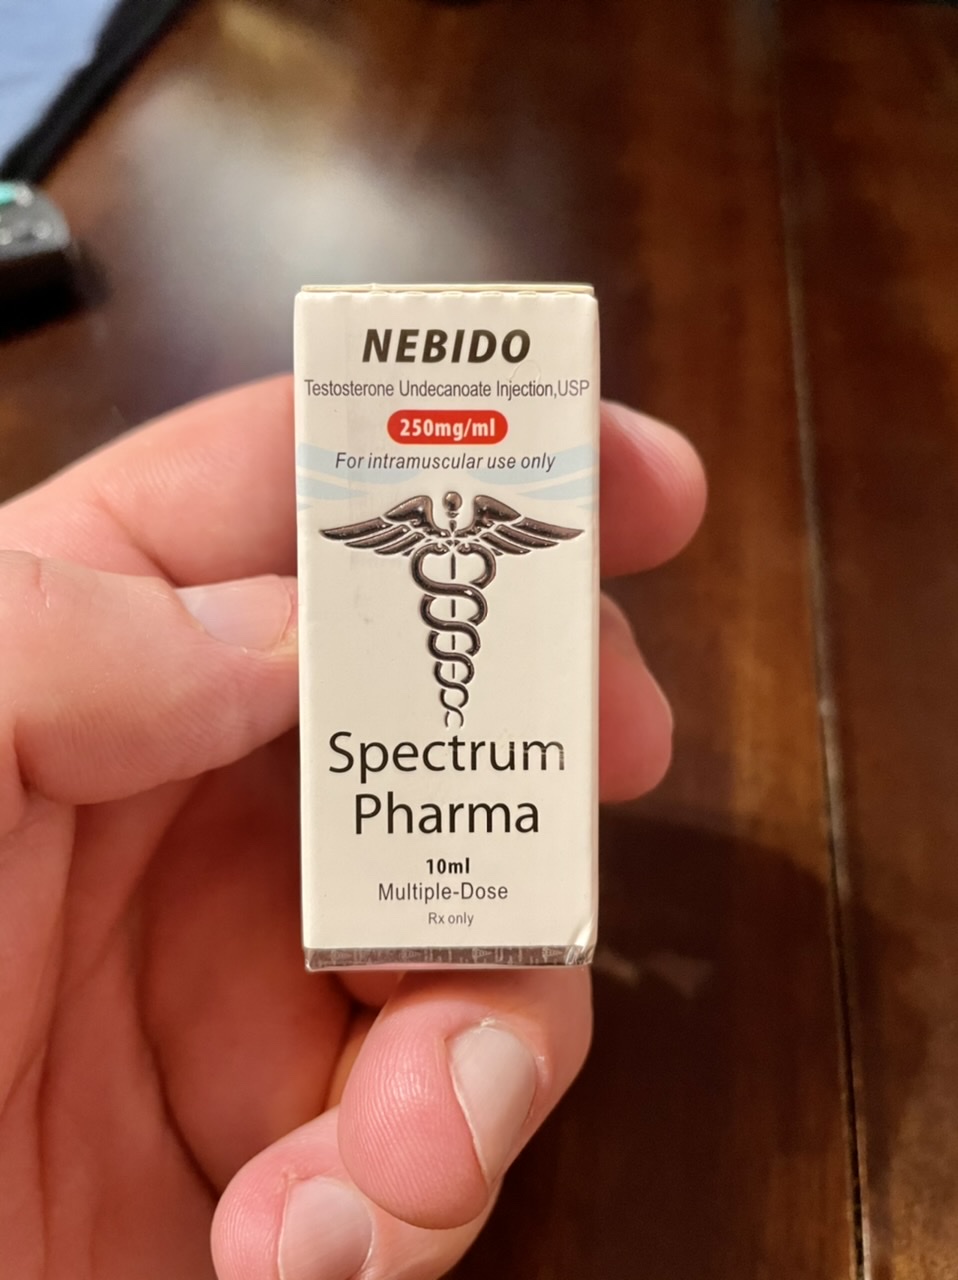 NEBIDO
Testosterone Undecanoate Injection,USP
250mg/ml
For intramuscular use only
Spectrum
Pharma
10ml
Multiple-Dose
Rx only